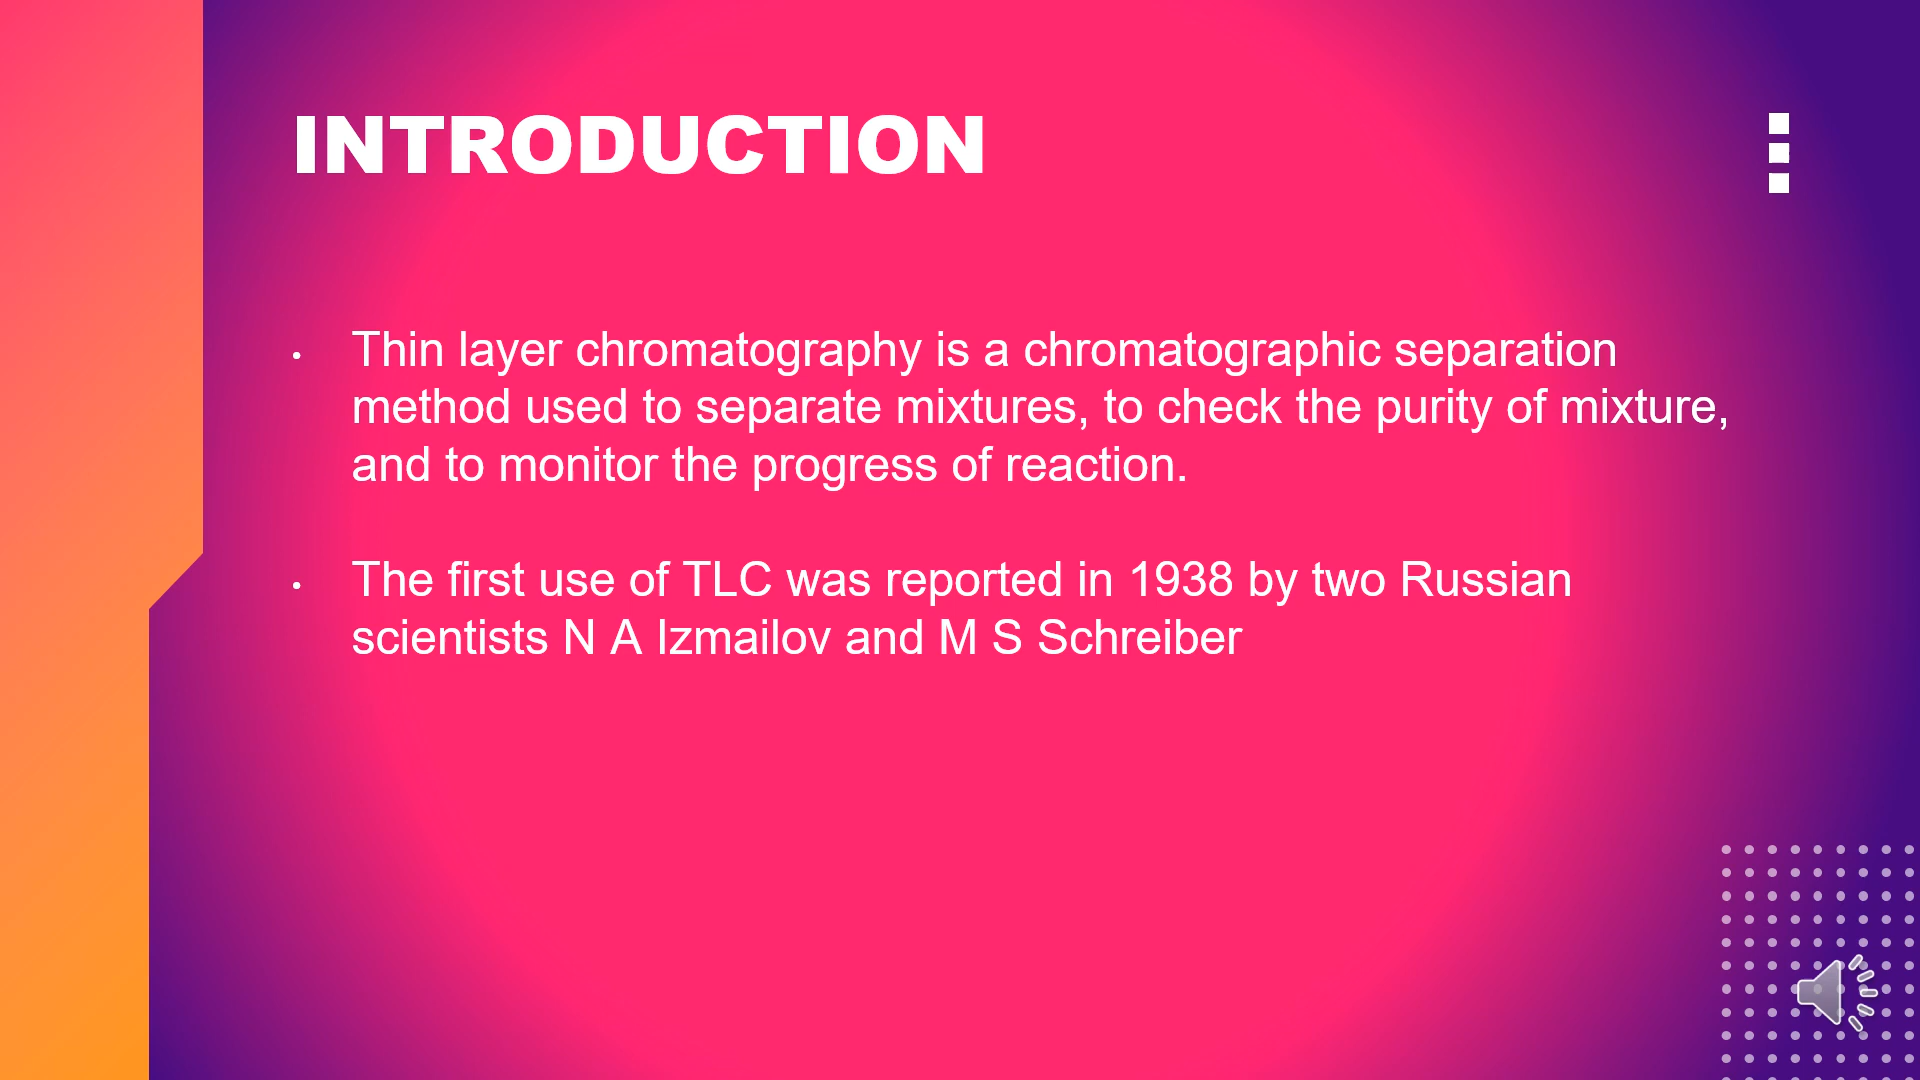 INTRODUCTION
• Thin layer chromatography is a chromatographic separation
method used to separate mixtures, to check the purity of mixture,
and to monitor the progress of reaction.
• The first use of TLC was reported in 1938 by two Russian
scientists N A Izmailov and M S Schreiber